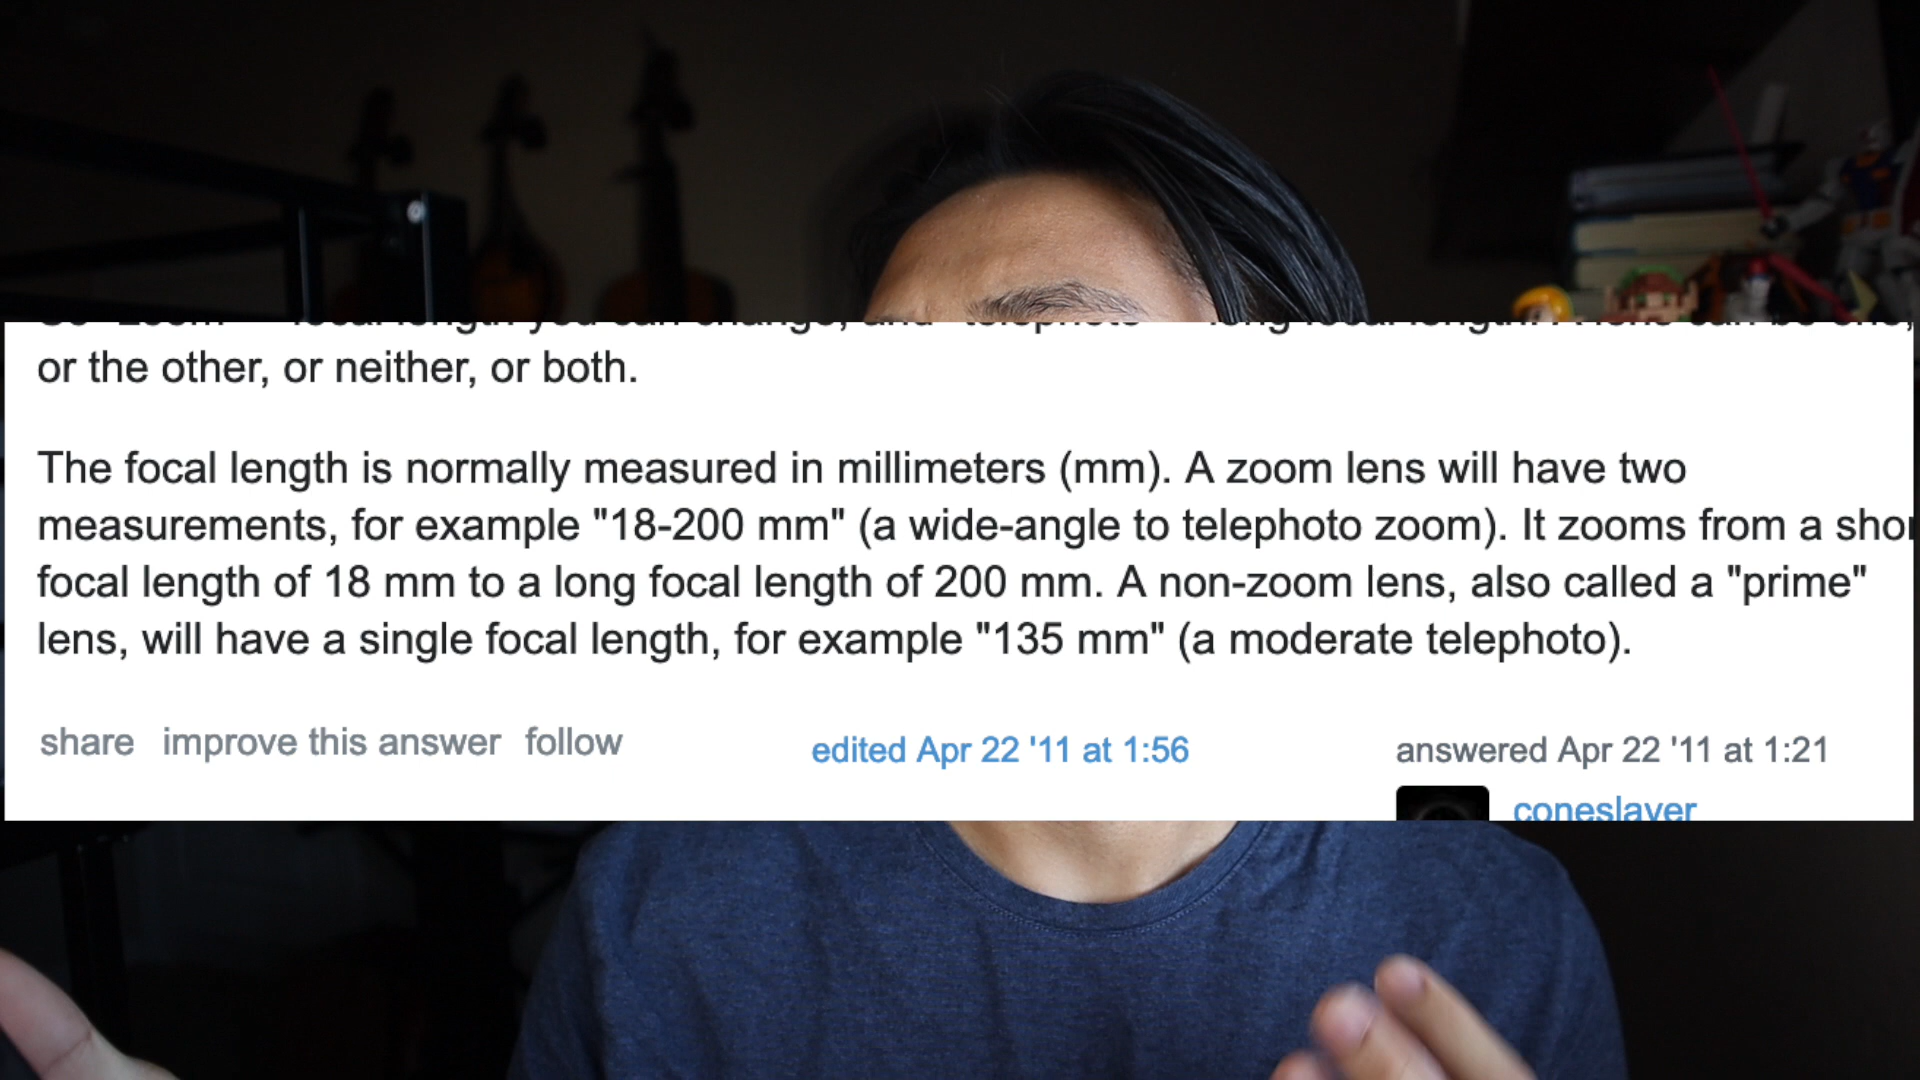 or the other, or neither, or both.
The focal length is normally measured in millimeters (mm). A zoom lens will have two
measurements, for example "18-200 mm" (a wide-angle to telephoto zoom). It zooms from a
focal length of 18 mm to a long focal length of 200 mm. A non-zoom lens, also called a "prime"
lens, will have a single focal length, for example "135 mm" (a moderate telephoto).
share improve this answer follow
edited Apr 22 '11 at 1:56
answered Apr 22 '11 at 1:21
coneslayer